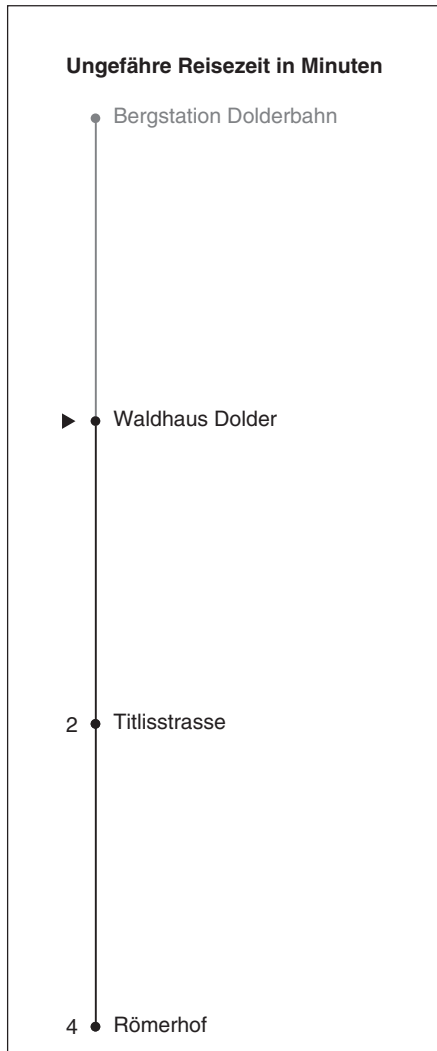 Ungefähre Reisezeit in Minuten
Bergstation Dolderbahn
Waldhaus Dolder
2 Titlisstrasse
4 Römerhof